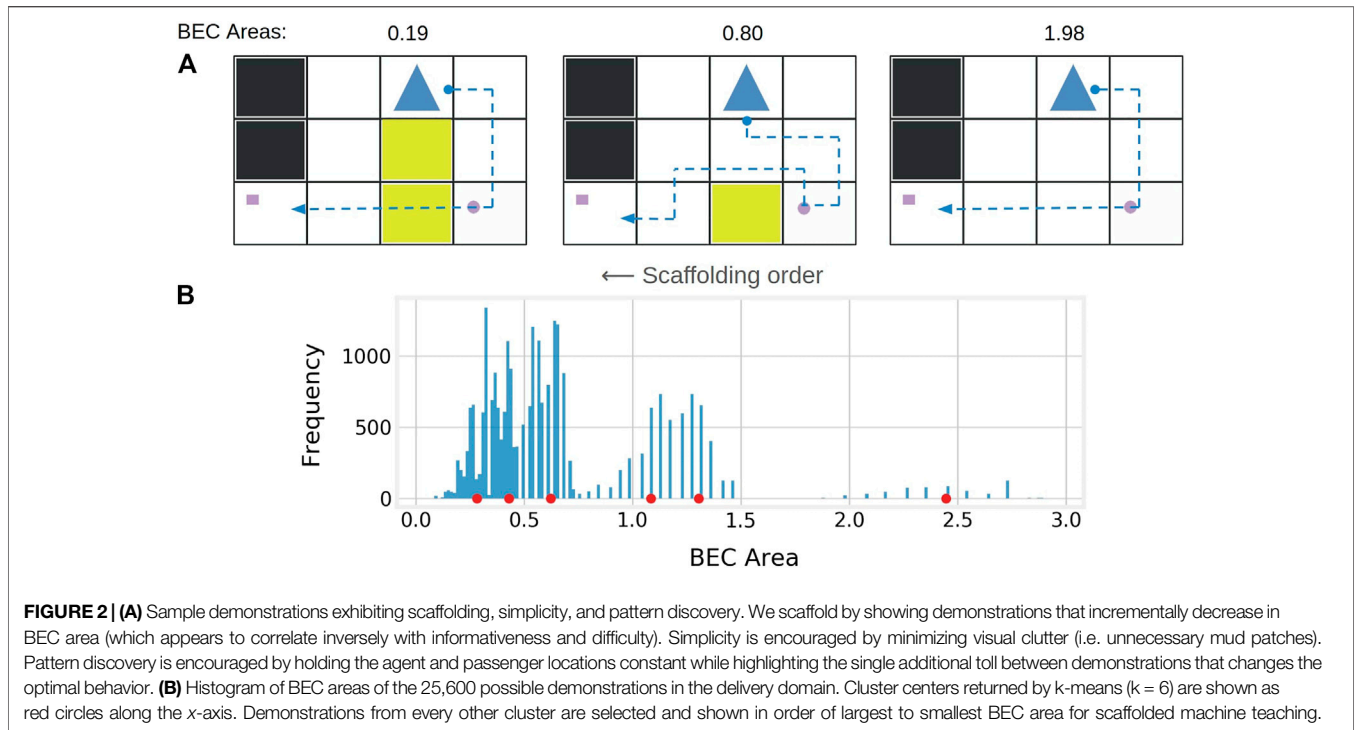 BEC Areas: 0.19 0.80 1.98
A
← Scaffolding order
B
Frequency
1000
500
0
0.0 0.5 1.0 1.5 2.0 2.5 3.0
BEC Area
FIGURE 2 | (A) Sample demonstrations exhibiting scaffolding, simplicity, and pattern discovery. We scaffold by showing demonstrations that incrementally decrease in
BEC area (which appears to correlate inversely with informativeness and difficulty). Simplicity is encouraged by minimizing visual clutter (i.e. unnecessary mud patches).
Pattern discovery is encouraged by holding the agent and passenger locations constant while highlighting the single additional toll between demonstrations that changes the
optimal behavior. (B) Histogram of BEC areas of the 25,600 possible demonstrations in the delivery domain. Cluster centers returned by k-means (k = 6) are shown as
red circles along the x-axis. Demonstrations from every other cluster are selected and shown in order of largest to smallest BEC area for scaffolded machine teaching.